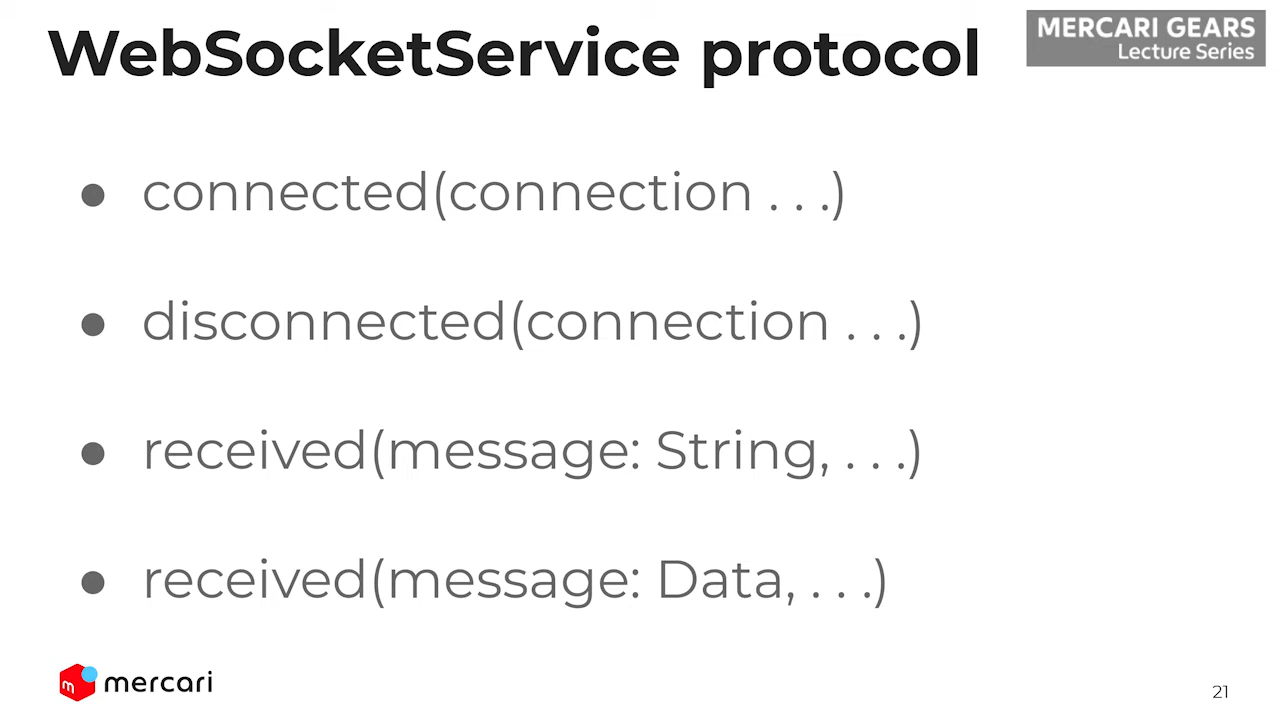 WebSocketService protocol
MERCARI GEARS
Lecture Series
● connected(connection . . .)
● disconnected(connection . . .)
● received(message: String, . . .)
● received(message: Data, . . .)
m mercari
21